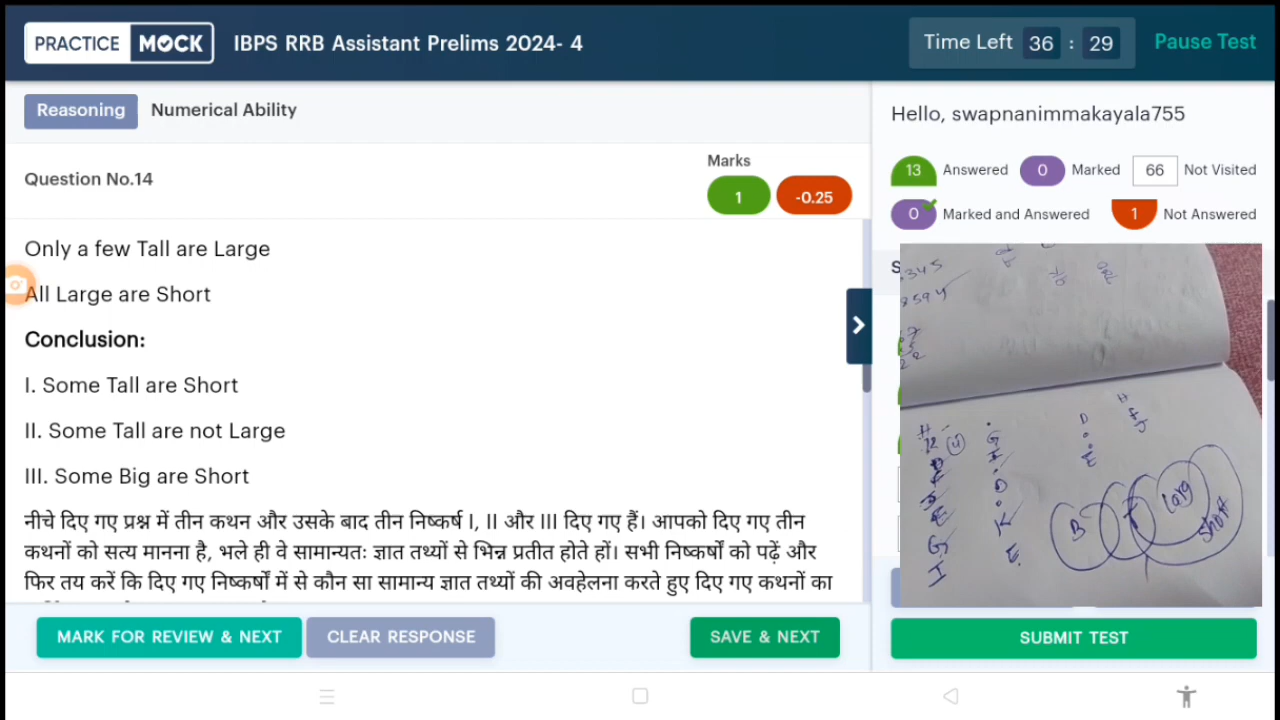 PRACTICE MOCK IBPS RRB Assistant Prelims 2024- 4 Time Left 36 : 29 Pause Test
Reasoning Numerical Ability
Hello, swapnanimmakayala755
Question No.14
Marks
1 -0.25
13 Answered 0 Marked 66 Not Visited
0 Marked and Answered 1 Not Answered
Only a few Tall are Large
All Large are Short
Conclusion:
I. Some Tall are Short
II. Some Tall are not Large
III. Some Big are Short
नीचे दिए गए प्रश्न में तीन कथन और उसके बाद तीन निष्कर्ष I, II और III दिए गए हैं। आपको दिए गए तीन
कथनों को सत्य मानना है, भले ही वे सामान्यतः ज्ञात तथ्यों से भिन्न प्रतीत होते हों। सभी निष्कर्षों को पढ़ें और
फिर तय करें कि दिए गए निष्कर्षों में से कौन सा सामान्य ज्ञात तथ्यों की अवहेलना करते हुए दिए गए कथनों का
B
T
Larg
Short
MARK FOR REVIEW & NEXT CLEAR RESPONSE SAVE & NEXT
SUBMIT TEST